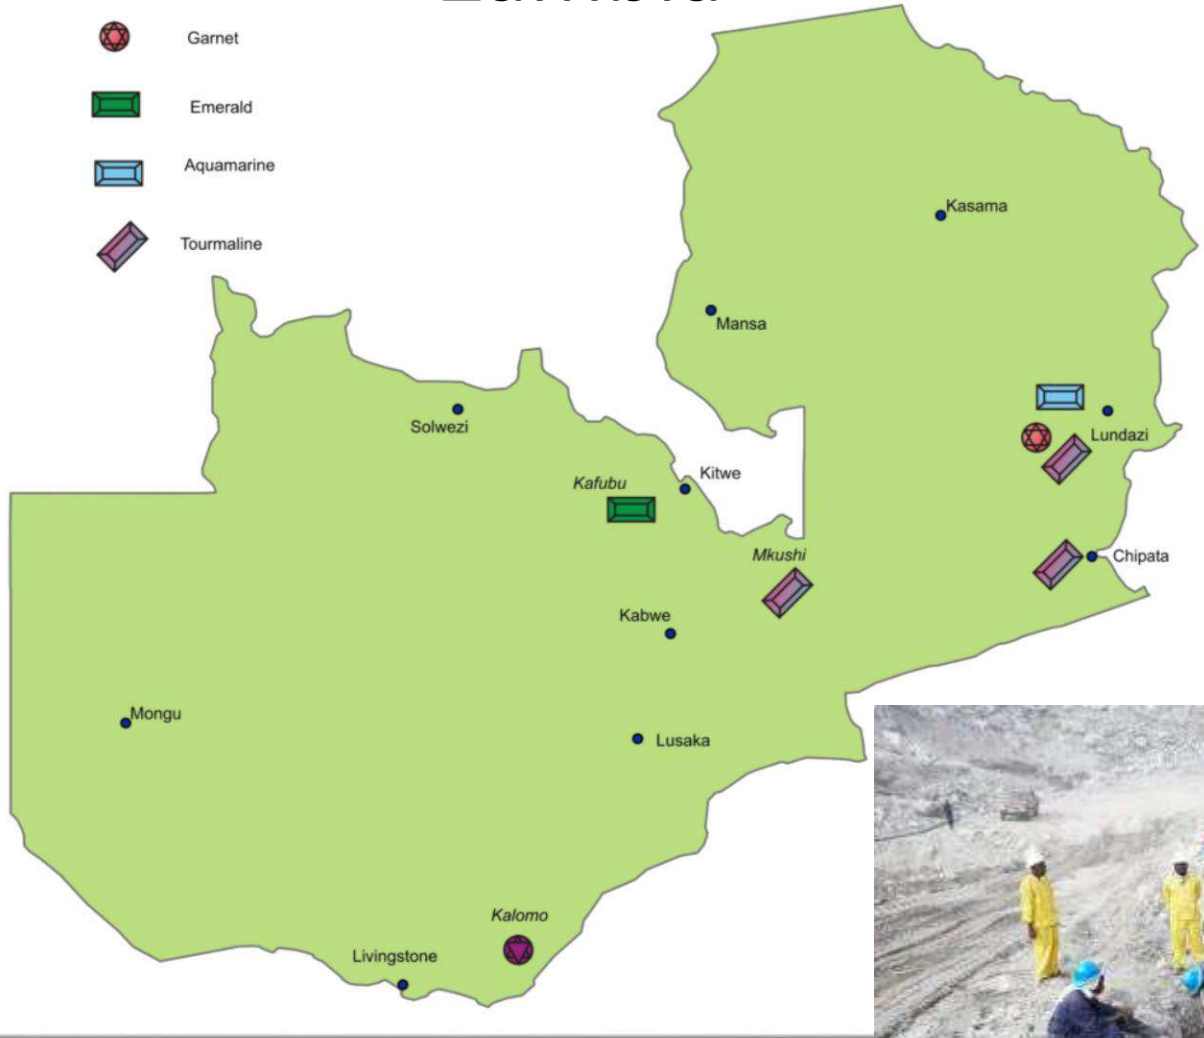 Garnet
Emerald
Aquamarine
Tourmaline
Kasama
Mansa
Solwezi
Lundazi
Kitwe
Kafubu
Mkushi
Chipata
Kabwe
Mongu
Lusaka
Kalomo
Livingstone